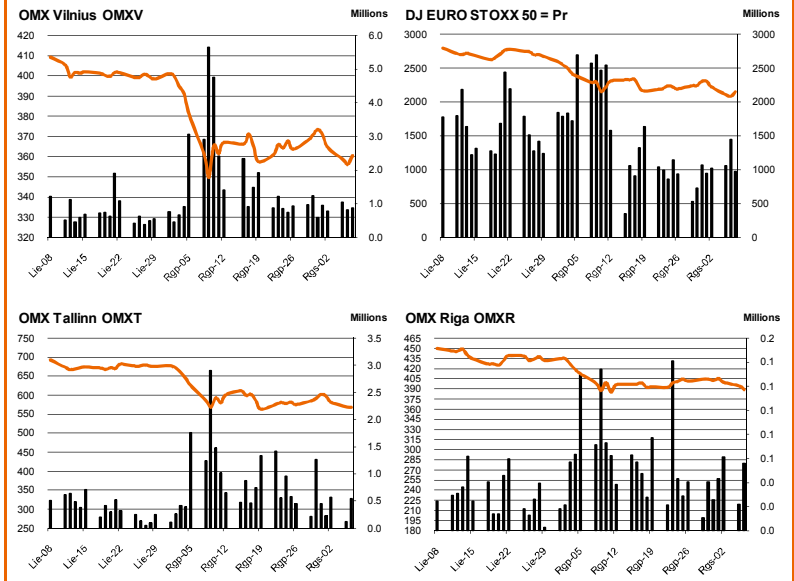 OMX Vilnius OMXV
Millions
420
400
380
370
360
350
340
330
320
6.0
5.0
4.0
3.0
2.0
1.0
0.0
Lie-08
Lie-15
Lie-22
Lie-29
Rgp-05
Rgp-12
Rgp-19
Rgp-26
Rgs-02
DJ EURO STOXX 50 = Pr
3000
2500
2000
1500
1000
500
0
3000
2500
2000
1500
1000
500
0
Lie-08
Lie-15
Lie-22
Lie-29
Rgp-05
Rgp-12
Rgp-19
Rgp-26
Rgs-02
OMX Tallinn OMXT
Millions
750
700
650
600
550
500
450
400
350
300
250
3.5
3.0
2.5
2.0
1.5
1.0
0.5
0.0
Lie-08
Lie-15
Lie-22
Lie-29
Rgp-05
Rgp-12
Rgp-19
Rgp-26
Rgs-02
OMX Riga OMXR
Millions
465
450
435
420
405
390
375
360
345
330
315
300
285
270
255
240
225
210
195
180
0.2
0.1
0.1
0.1
0.1
0.1
0.0
0.0
0.0
Lie-08
Lie-15
Lie-22
Lie-29
Rgp-05
Rgp-12
Rgp-19
Rgp-26
Rgs-02